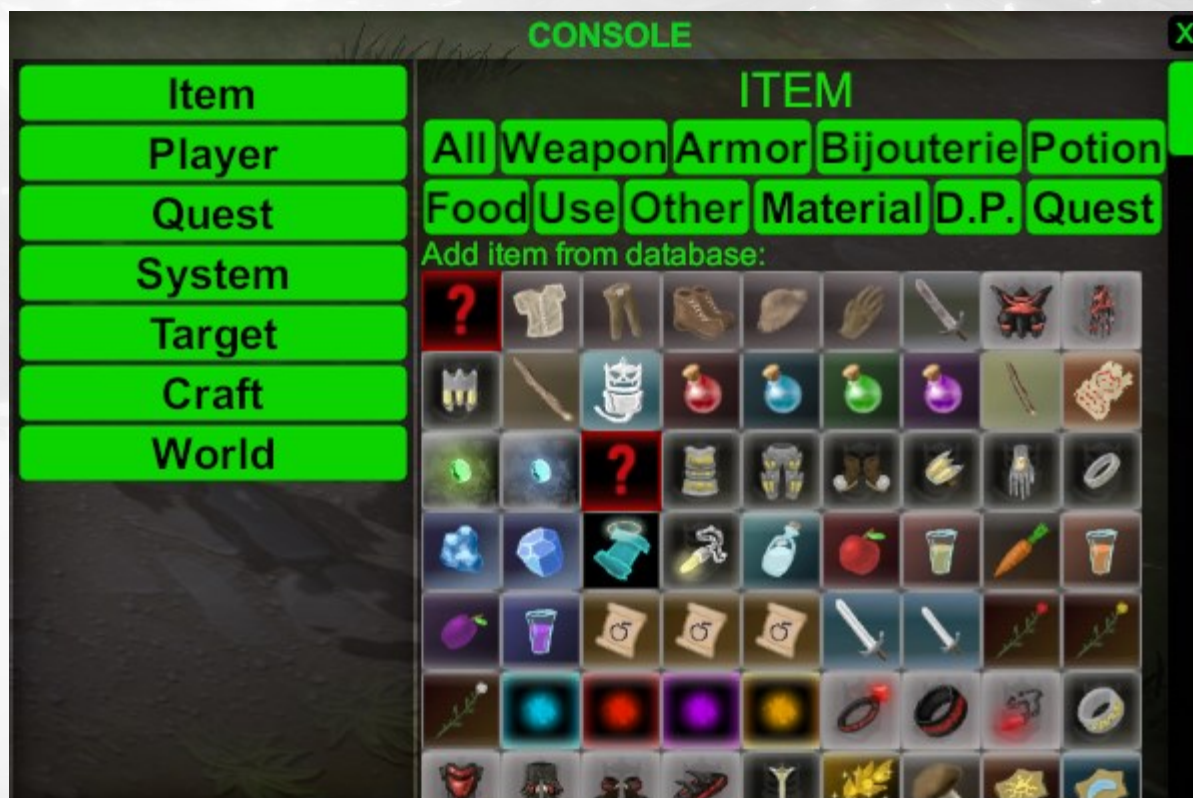 CONSOLE
X
Item
Player
Quest
System
Target
Craft
World
ITEM
All Weapon Armor Bijouterie Potion
Food Use Other Material D.P. Quest
Add item from database:
?
?